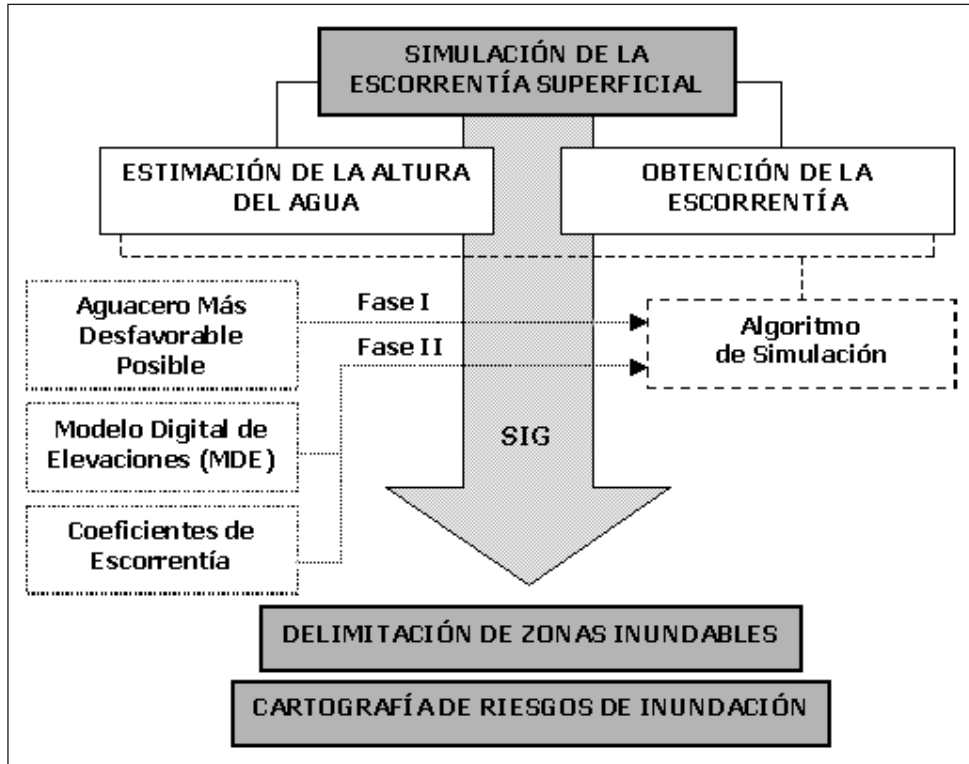 SIMULACIÓN DE LA
ESCORRENTÍA SUPERFICIAL
ESTIMACIÓN DE LA ALTURA
DEL AGUA
OBTENCIÓN DE LA
ESCORRENTÍA
Aguacero Más
Desfavorable
Posible
Fase I
Fase II
Algoritmo
de Simulación
Modelo Digital de
Elevaciones (MDE)
SIG
Coeficientes de
Escorrentía
DELIMITACIÓN DE ZONAS INUNDABLES
CARTOGRAFÍA DE RIESGOS DE INUNDACIÓN